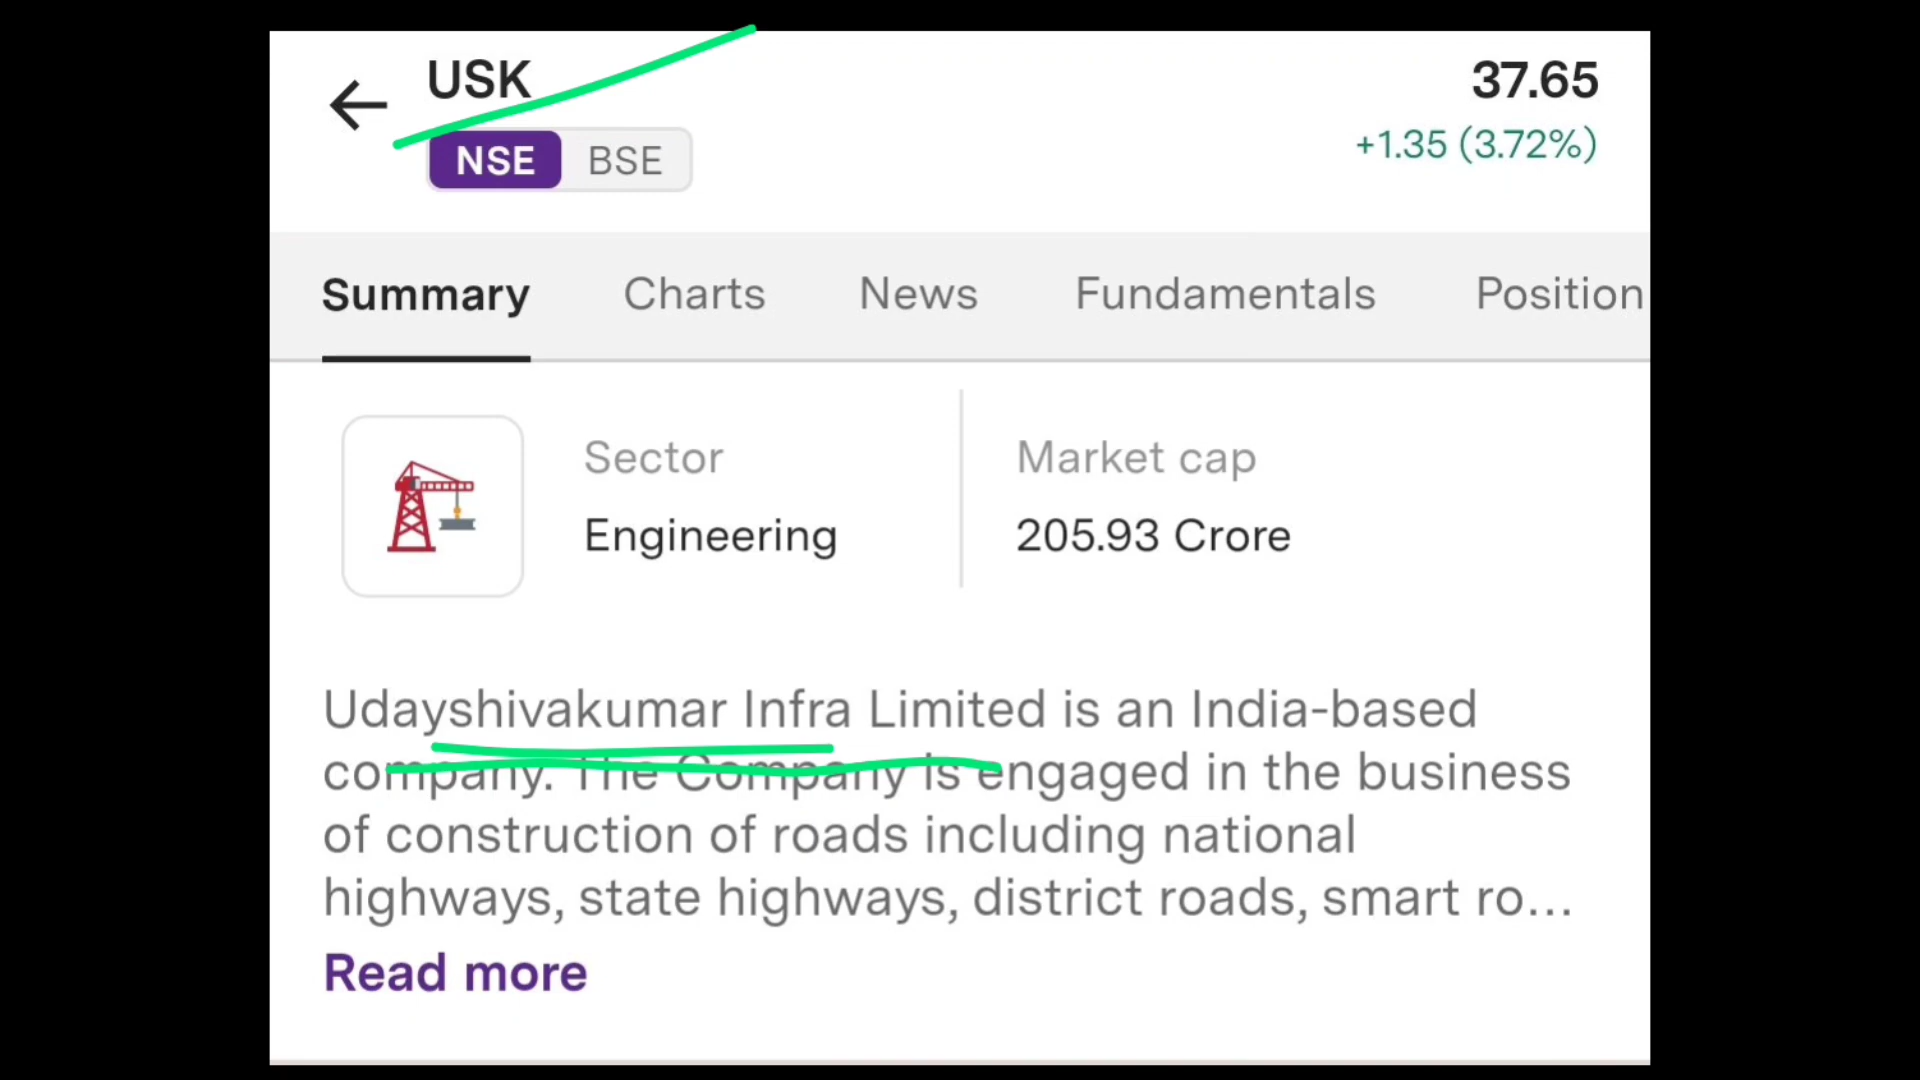 USK
37.65
NSE BSE
+1.35 (3.72%)
Summary Charts News Fundamentals Position
Sector
Market cap
Engineering
205.93 Crore
Udayshivakumar Infra Limited is an India-based
company. The Company is engaged in the business
of construction of roads including national
highways, state highways, district roads, smart ro...
Read more